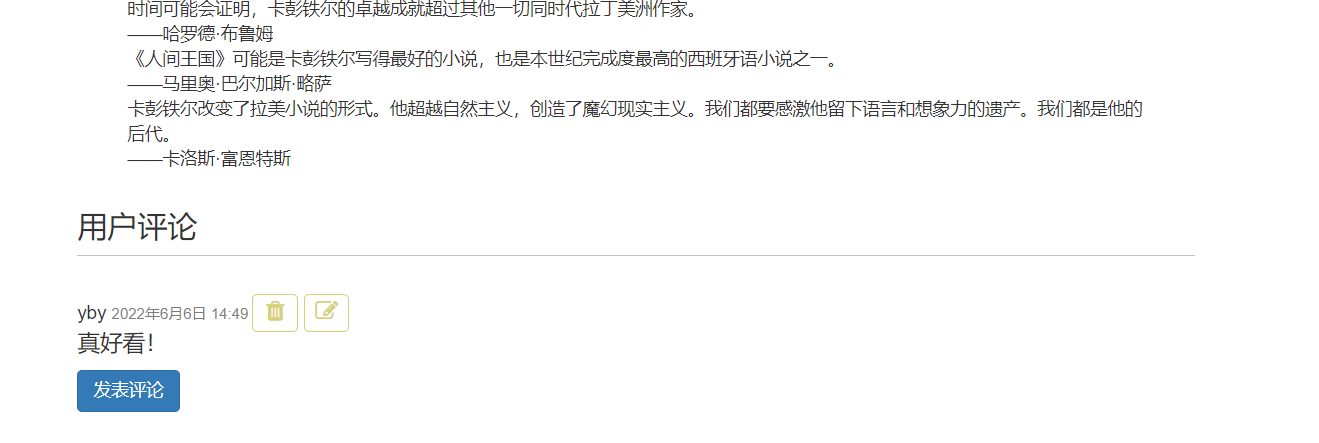 时间可能会证明，卡彭铁尔的卓越成就超过其他一切同时代拉丁美洲作家。
——哈罗德·布鲁姆
《人间王国》可能是卡彭铁尔写得最好的小说，也是本世纪完成度最高的西班牙语小说之一。
——马里奥·巴尔加斯·略萨
卡彭铁尔改变了拉美小说的形式。他超越自然主义，创造了魔幻现实主义。我们都要感激他留下语言和想象力的遗产。我们都是他的
后代。
——卡洛斯·富恩特斯
用户评论
yby 2022年6月6日 14:49
真好看！
发表评论